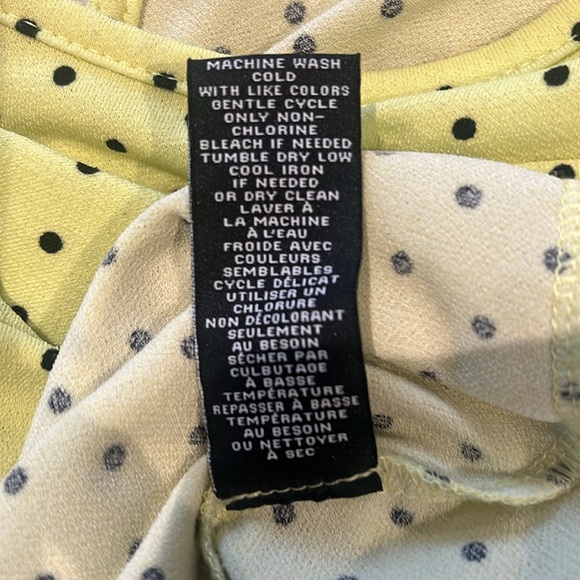 MACHINE WASH
COLD
WITH LIKE COLORS
GENTLE CYCLE
ONLY NON-
CHLORINE
BLEACH IF NEEDED
TUMBLE DRY LOW
COOL IRON
IF NEEDED
OR DRY CLEAN
LAVER À
LA MACHINE
À L'EAU
FROIDE AVEC
COULEURS
SEMBLABLES
CYCLE DÉLICAT
UTILISER UN
CHLORURE
NON DÉCOLORANT
SEULEMENT
AU BESOIN
SÉCHER PAR
CULBUTAGE
À BASSE
TEMPÉRATURE
REPASSER À BASSE
TEMPÉRATURE
AU BESOIN
OU NETTOYER
À SEC